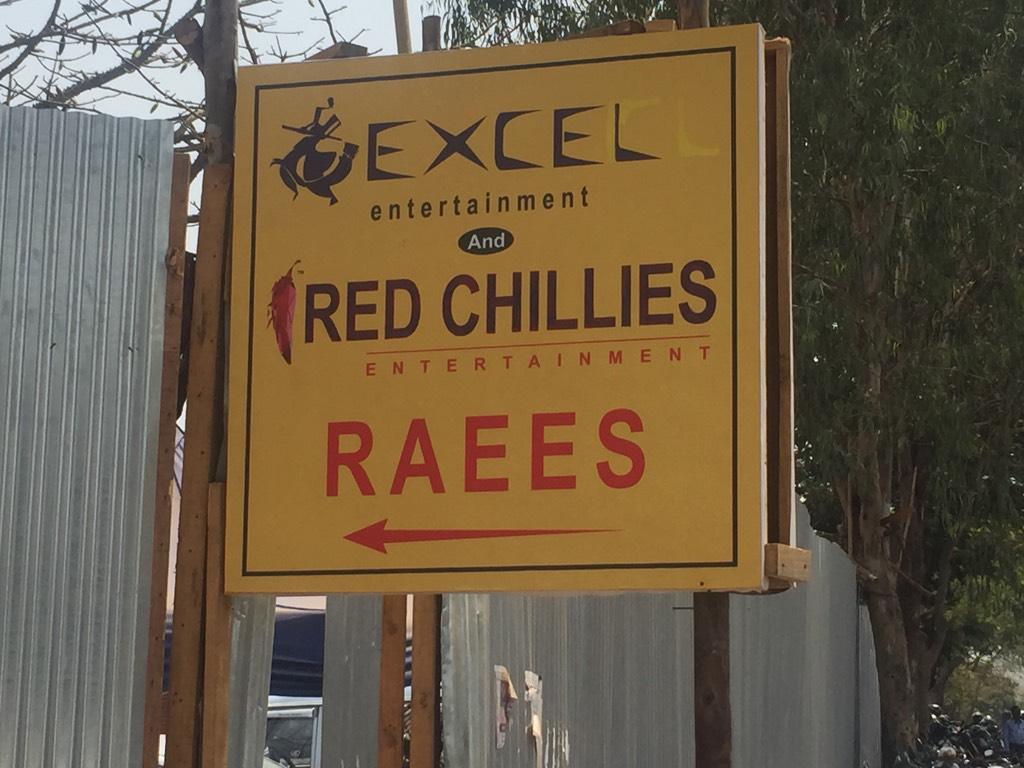 EXCEL
entertainment
And
RED CHILLIES
ENTERTAINMENT
RAEES